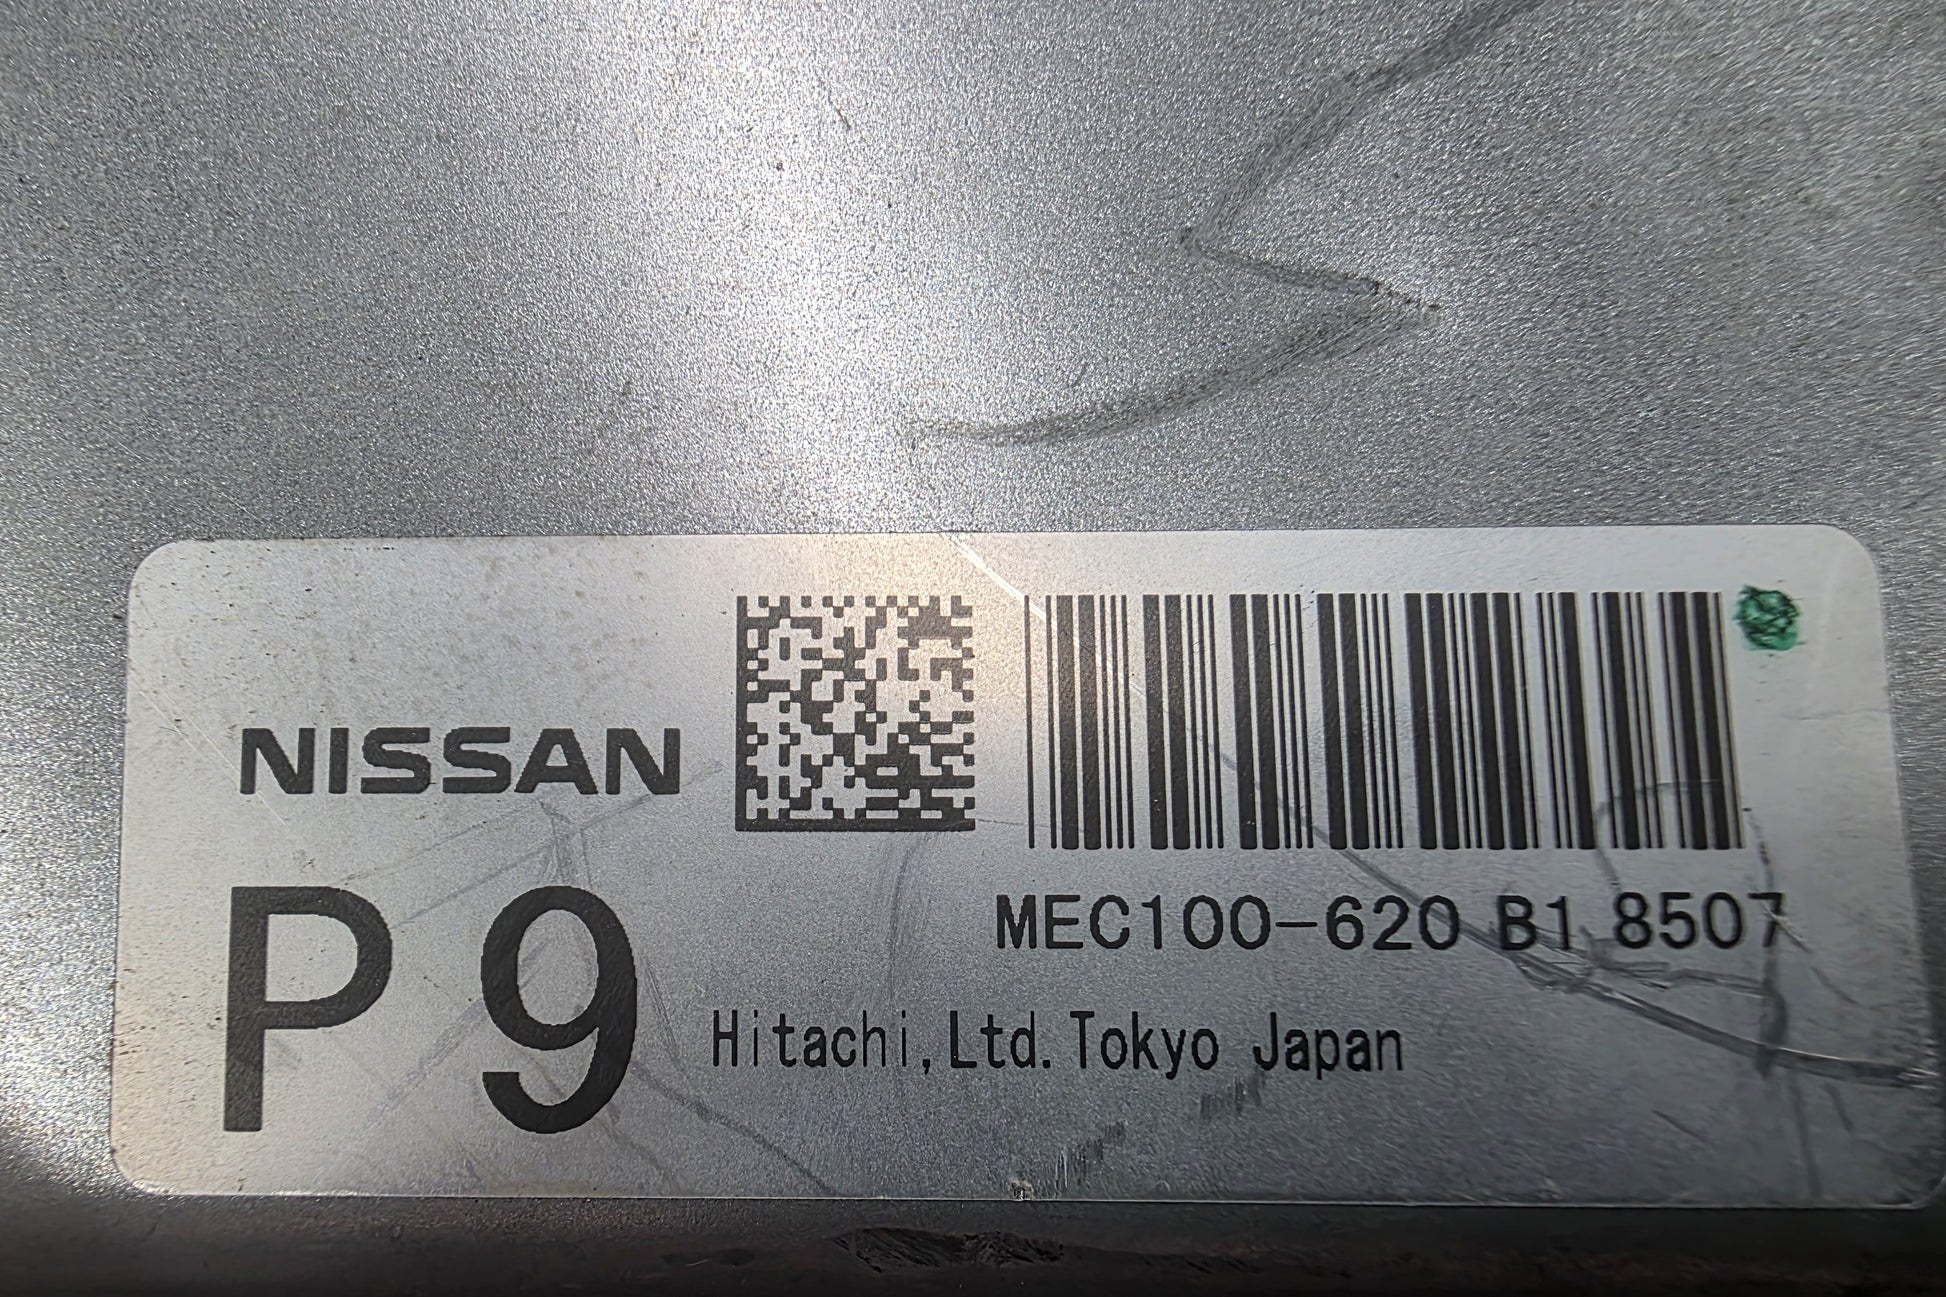 NISSAN
P9
MEC100-620 B1 8507
Hitachi,Ltd.Tokyo Japan